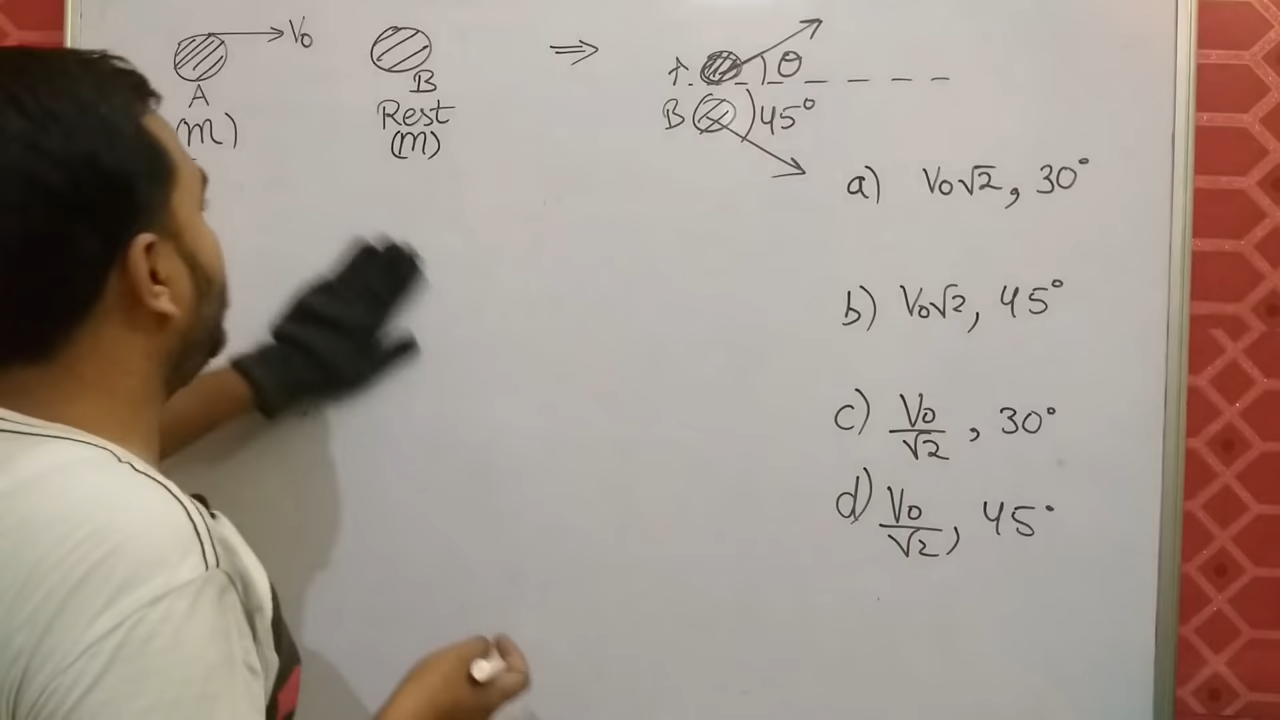 V₀
A
(m)
B
Rest
(m)
⇒
A
θ
B
45°
a) V₀√2, 30°
b) V₀√2, 45°
c) V₀/√2, 30°
d) V₀/√2, 45°